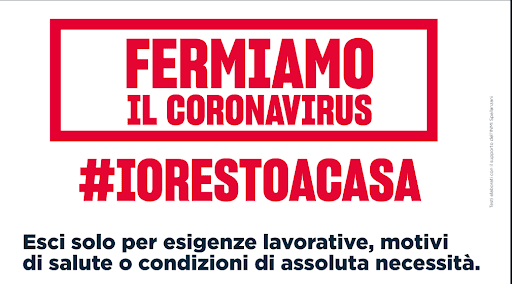 FERMIAMO
IL CORONAVIRUS
#IORESTOACASA
Esci solo per esigenze lavorative, motivi
di salute o condizioni di assoluta necessità.